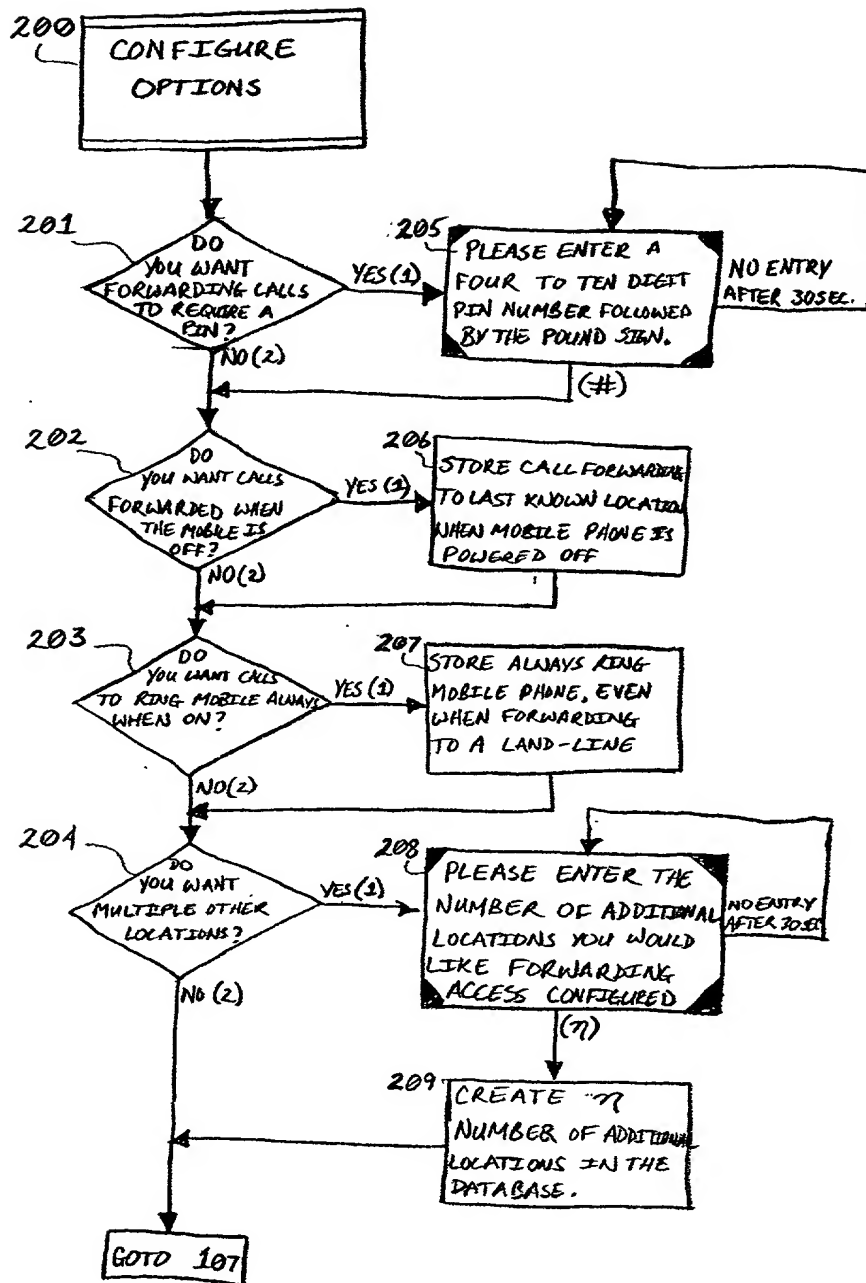 200
CONFIGURE
OPTIONS
201
DO
YOU WANT
FORWARDING CALLS
TO REQUIRE A
PIN?
YES (1)
NO (2)
205
PLEASE ENTER A
FOUR TO TEN DIGIT
PIN NUMBER FOLLOWED
BY THE POUND SIGN.
NO ENTRY
AFTER 30SEC.
(#)
202
DO
YOU WANT CALLS
FORWARDED WHEN
THE MOBILE IS
OFF?
YES (1)
NO (2)
206
STORE CALL FORWARDING
TO LAST KNOWN LOCATION
WHEN MOBILE PHONE IS
POWERED OFF
203
DO
YOU WANT CALLS
TO RING MOBILE ALWAYS
WHEN ON?
YES (1)
NO (2)
207
STORE ALWAYS RING
MOBILE PHONE, EVEN
WHEN FORWARDING
TO A LAND-LINE
204
DO
YOU WANT
MULTIPLE OTHER
LOCATIONS?
YES (1)
NO (2)
208
PLEASE ENTER THE
NUMBER OF ADDITIONAL
LOCATIONS YOU WOULD
LIKE FORWARDING
ACCESS CONFIGURED
NO ENTRY
AFTER 30SEC
(n)
209
CREATE n
NUMBER OF ADDITIONAL
LOCATIONS IN THE
DATABASE.
GOTO 107